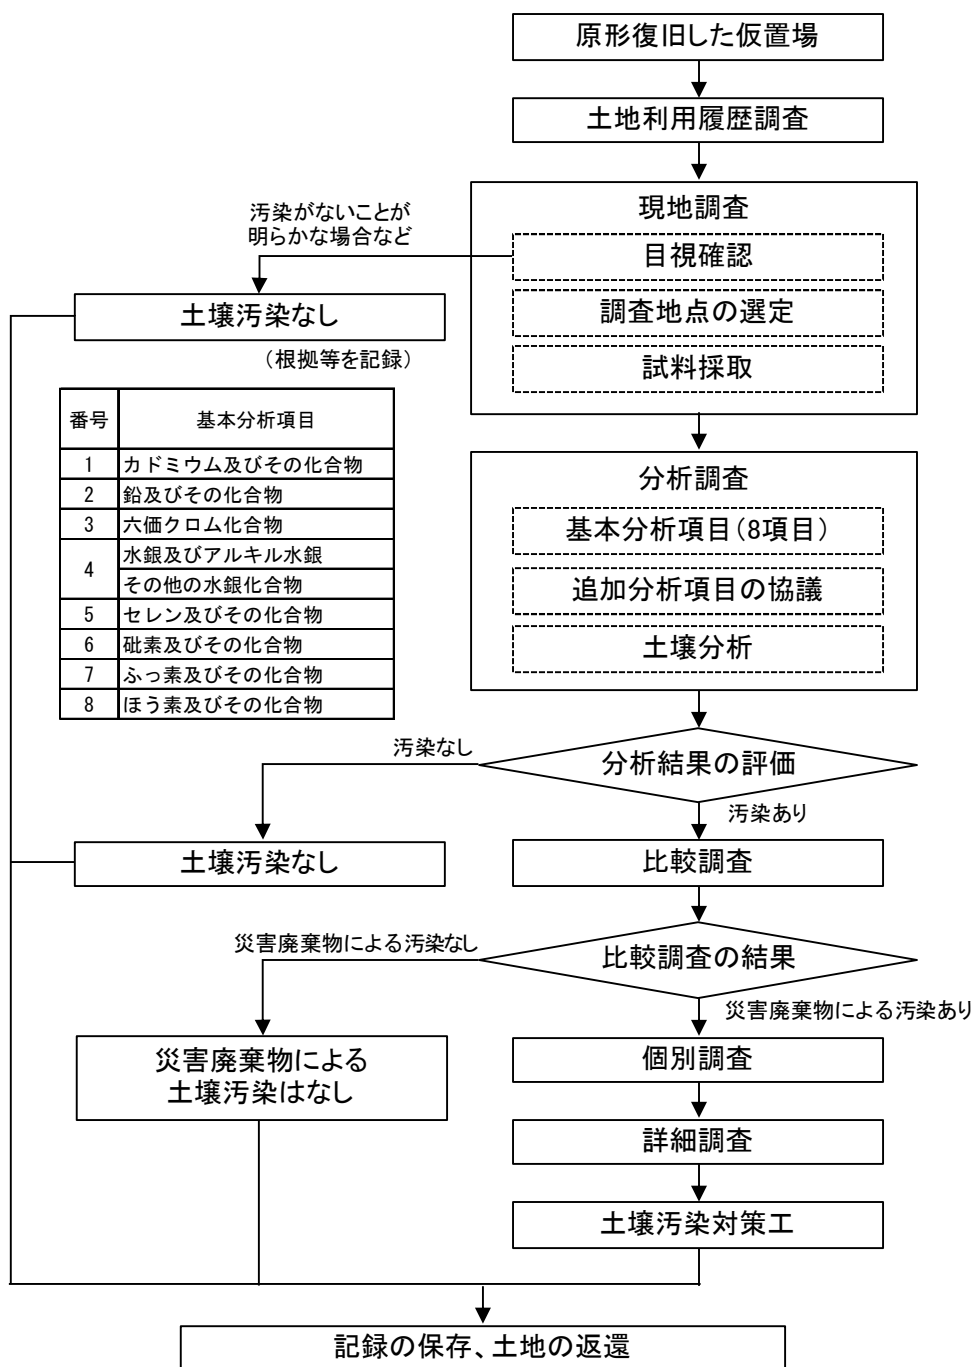 原形復旧した仮置場
土地利用履歴調査
現地調査
目視確認
調査地点の選定
試料採取
汚染がないことが
明らかな場合など
土壌汚染なし
（根拠等を記録）
番号 基本分析項目
1 カドミウム及びその化合物
2 鉛及びその化合物
3 六価クロム化合物
4 水銀及びアルキル水銀
その他の水銀化合物
5 セレン及びその化合物
6 砒素及びその化合物
7 ふっ素及びその化合物
8 ほう素及びその化合物
分析調査
基本分析項目（8項目）
追加分析項目の協議
土壌分析
分析結果の評価
汚染なし
汚染あり
土壌汚染なし
比較調査
比較調査の結果
災害廃棄物による汚染なし
災害廃棄物による汚染あり
災害廃棄物による
土壌汚染はなし
個別調査
詳細調査
土壌汚染対策工
記録の保存、土地の返還